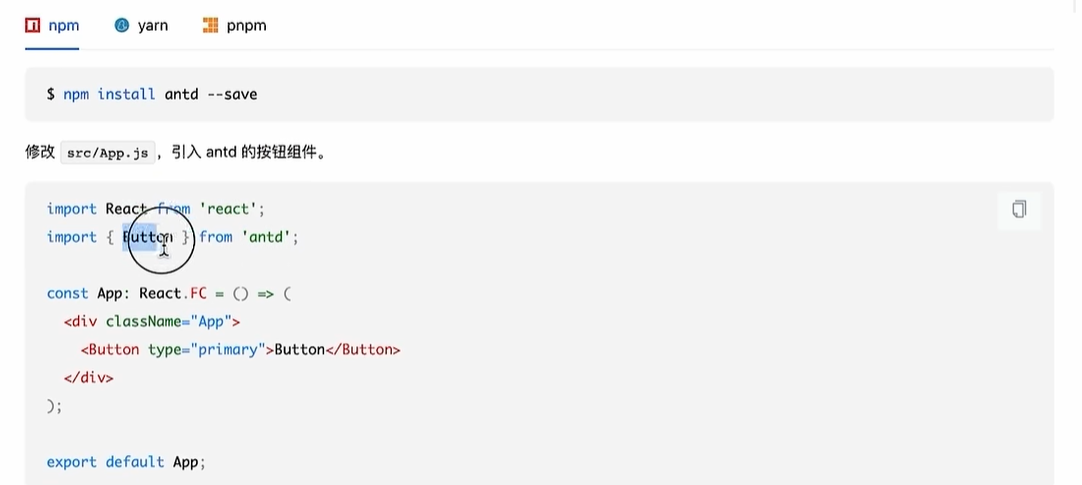 npm yarn pnpm
$ npm install antd --save
修改 src/App.js ，引入 antd 的按钮组件。
import React from 'react';
import { Button } from 'antd';
const App: React.FC = () => (
<div className="App">
<Button type="primary">Button</Button>
</div>
);
export default App;